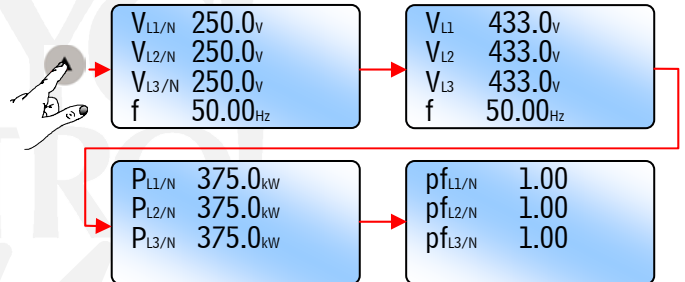 VL1/N 250.0V
VL2/N 250.0V
VL3/N 250.0V
f 50.00Hz
VL1 433.0V
VL2 433.0V
VL3 433.0V
f 50.00Hz
PL1/N 375.0kW
PL2/N 375.0kW
PL3/N 375.0kW
pfL1/N 1.00
pfL2/N 1.00
pfL3/N 1.00